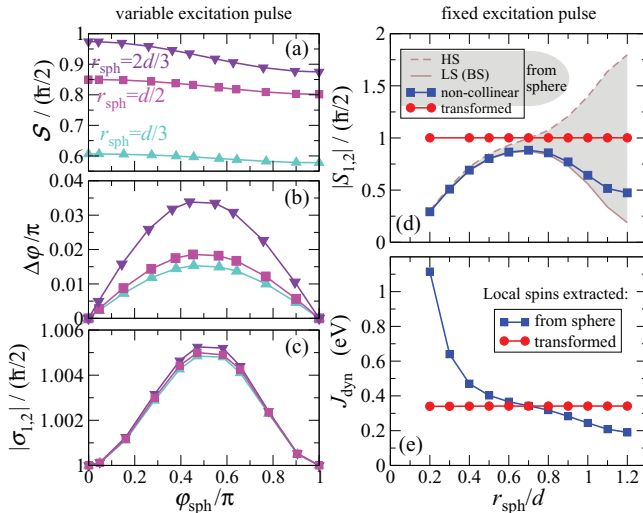 variable excitation pulse
fixed excitation pulse
1
0.9
0.8
0.7
0.6
S / (ħ/2)
(a)
r_sph=2d/3
r_sph=d/2
r_sph=d/3
0.04
0.03
0.02
0.01
0
Δφ/π
(b)
1.006
1.004
1.002
1
|σ_1,2| / (ħ/2)
(c)
0 0.2 0.4 0.6 0.8 1
φ_sph/π
2
1.5
1
0.5
0
|S_1,2| / (ħ/2)
HS
LS (BS)
from sphere
non-collinear
transformed
(d)
1.2
1
0.8
0.6
0.4
0.2
0
J_dyn (eV)
Local spins extracted:
from sphere
transformed
(e)
0 0.2 0.4 0.6 0.8 1.0 1.2
r_sph/d